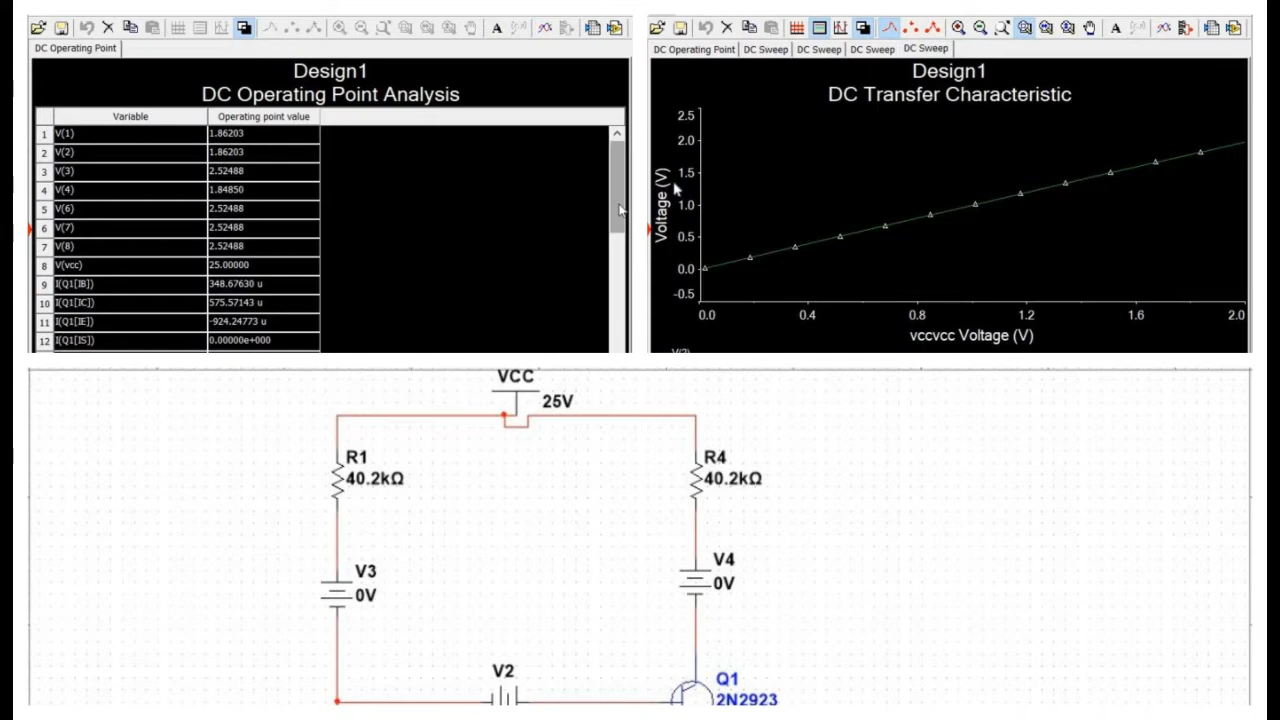 DC Operating Point
Design1
DC Operating Point Analysis
Variable Operating point value
1 V(1) 1.86203
2 V(2) 1.86203
3 V(3) 2.52488
4 V(4) 1.84850
5 V(6) 2.52488
6 V(7) 2.52488
7 V(8) 2.52488
8 V(vcc) 25.00000
9 I(Q1[IB]) 348.67630 u
10 I(Q1[IC]) 575.57143 u
11 I(Q1[IE]) -924.24773 u
12 I(Q1[IS]) 0.00000e+000
A
DC Operating Point DC Sweep DC Sweep DC Sweep DC Sweep
Design1
DC Transfer Characteristic
Voltage (V)
2.5
2.0
1.5
1.0
0.5
0.0
-0.5
0.0 0.4 0.8 1.2 1.6 2.0
vccvcc Voltage (V)
A
VCC
25V
R1
40.2kΩ
R4
40.2kΩ
V3
0V
V4
0V
V2
Q1
2N2923